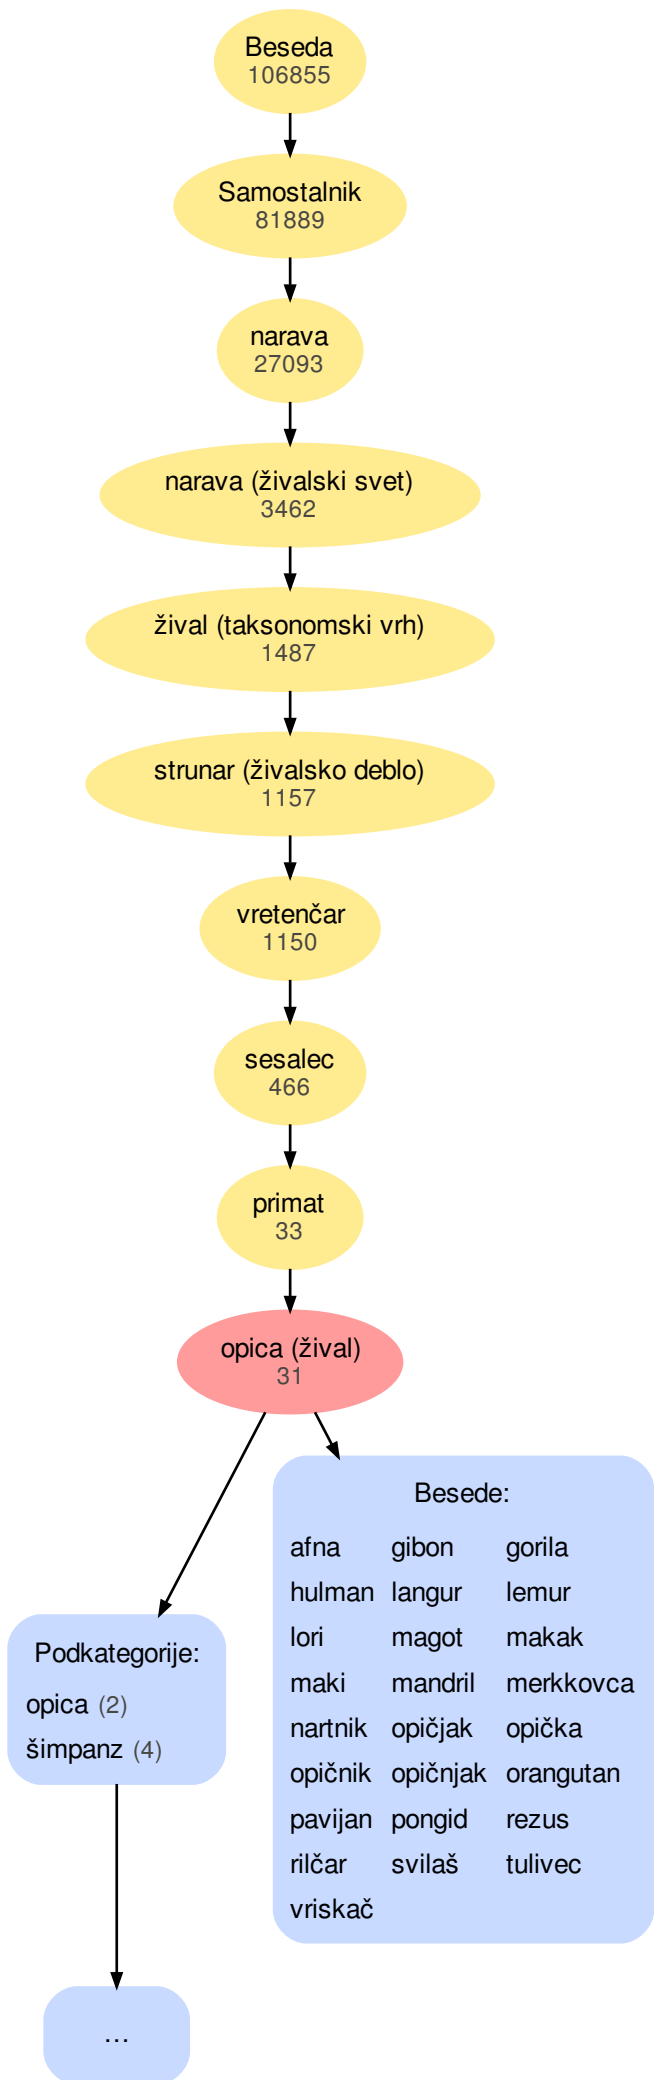 Beseda
106855
Samostalnik
81889
narava
27093
narava (živalski svet)
3462
žival (taksonomski vrh)
1487
strunar (živalsko deblo)
1157
vretenčar
1150
sesalec
466
primat
33
opica (žival)
31
Besede:
afna gibon gorila
hulman langur lemur
lori magot makak
maki mandril merkkovca
nartnik opičjak opička
opičnik opičnjak orangutan
pavijan pongid rezus
rilčar svilaš tulivec
vriskač
Podkategorije:
opica (2)
šimpanz (4)
...